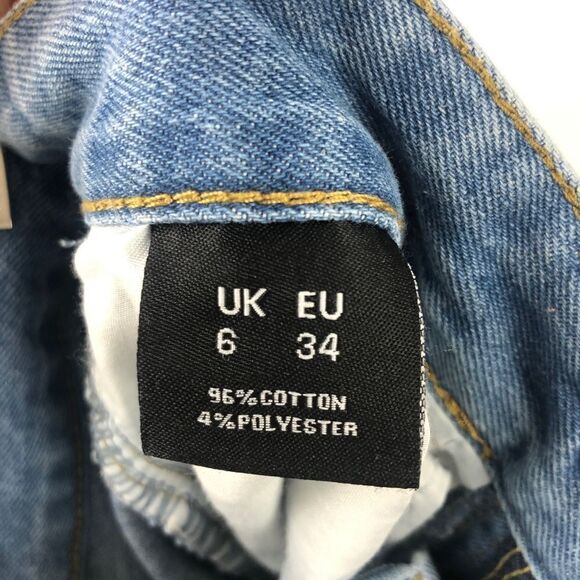 UK EU
6 34
96%COTTON
4%POLYESTER